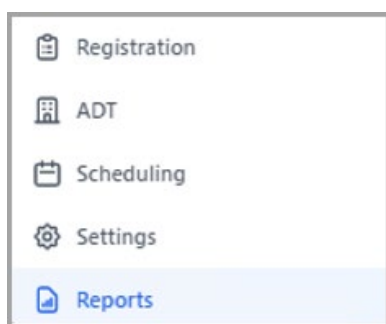 Registration
ADT
Scheduling
Settings
Reports